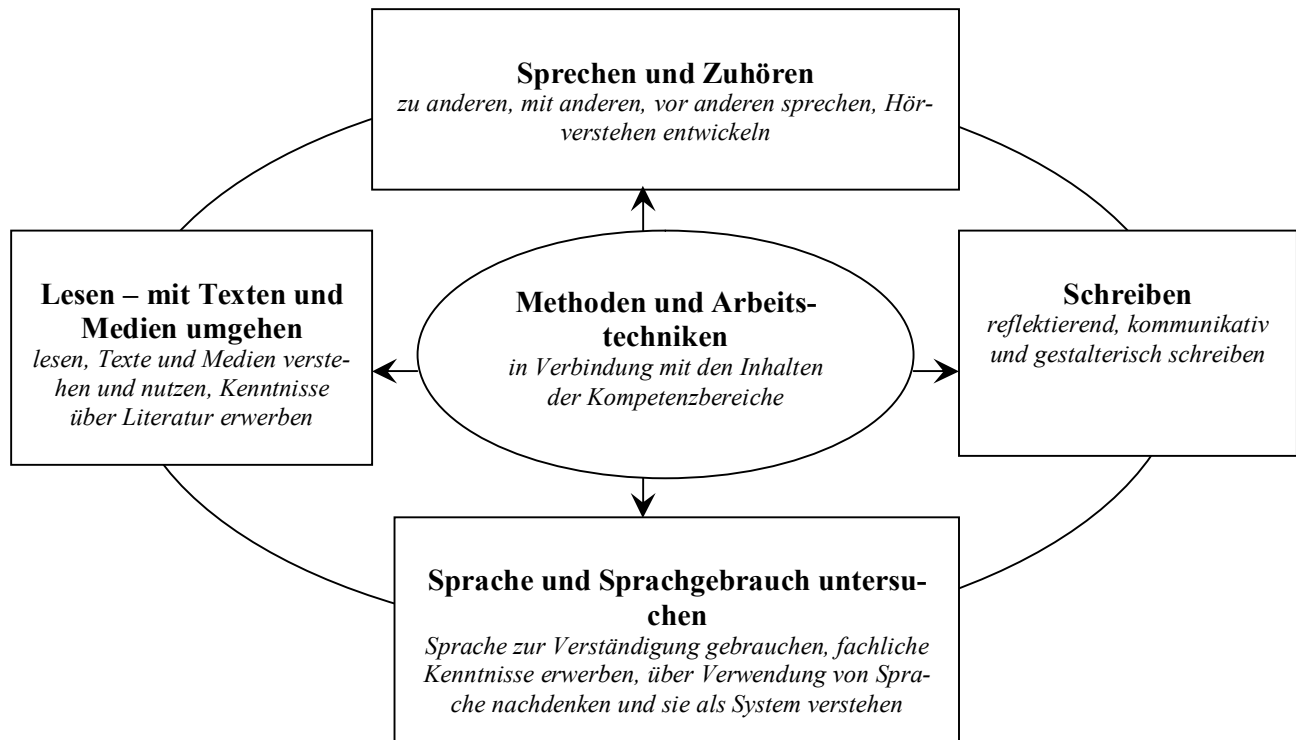 Sprechen und Zuhören
zu anderen, mit anderen, vor anderen sprechen, Hör-
verstehen entwickeln
Lesen – mit Texten und
Medien umgehen
lesen, Texte und Medien verste-
hen und nutzen, Kenntnisse
über Literatur erwerben
Methoden und Arbeits-
techniken
in Verbindung mit den Inhalten
der Kompetenzbereiche
Schreiben
reflektierend, kommunikativ
und gestalterisch schreiben
Sprache und Sprachgebrauch untersu-
chen
Sprache zur Verständigung gebrauchen, fachliche
Kenntnisse erwerben, über Verwendung von Spra-
che nachdenken und sie als System verstehen